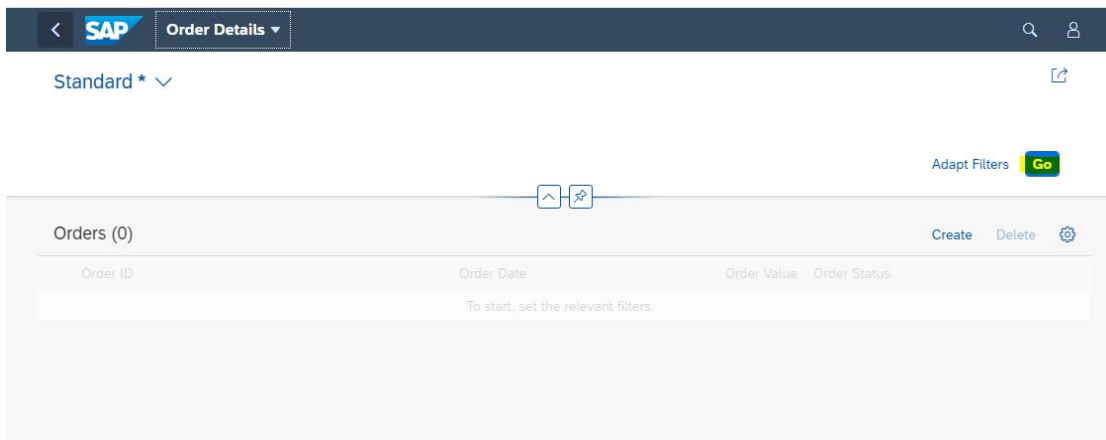 SAP Order Details
Standard *
Adapt Filters Go
Orders (0) Create Delete
Order ID Order Date Order Value Order Status
To start, set the relevant filters.